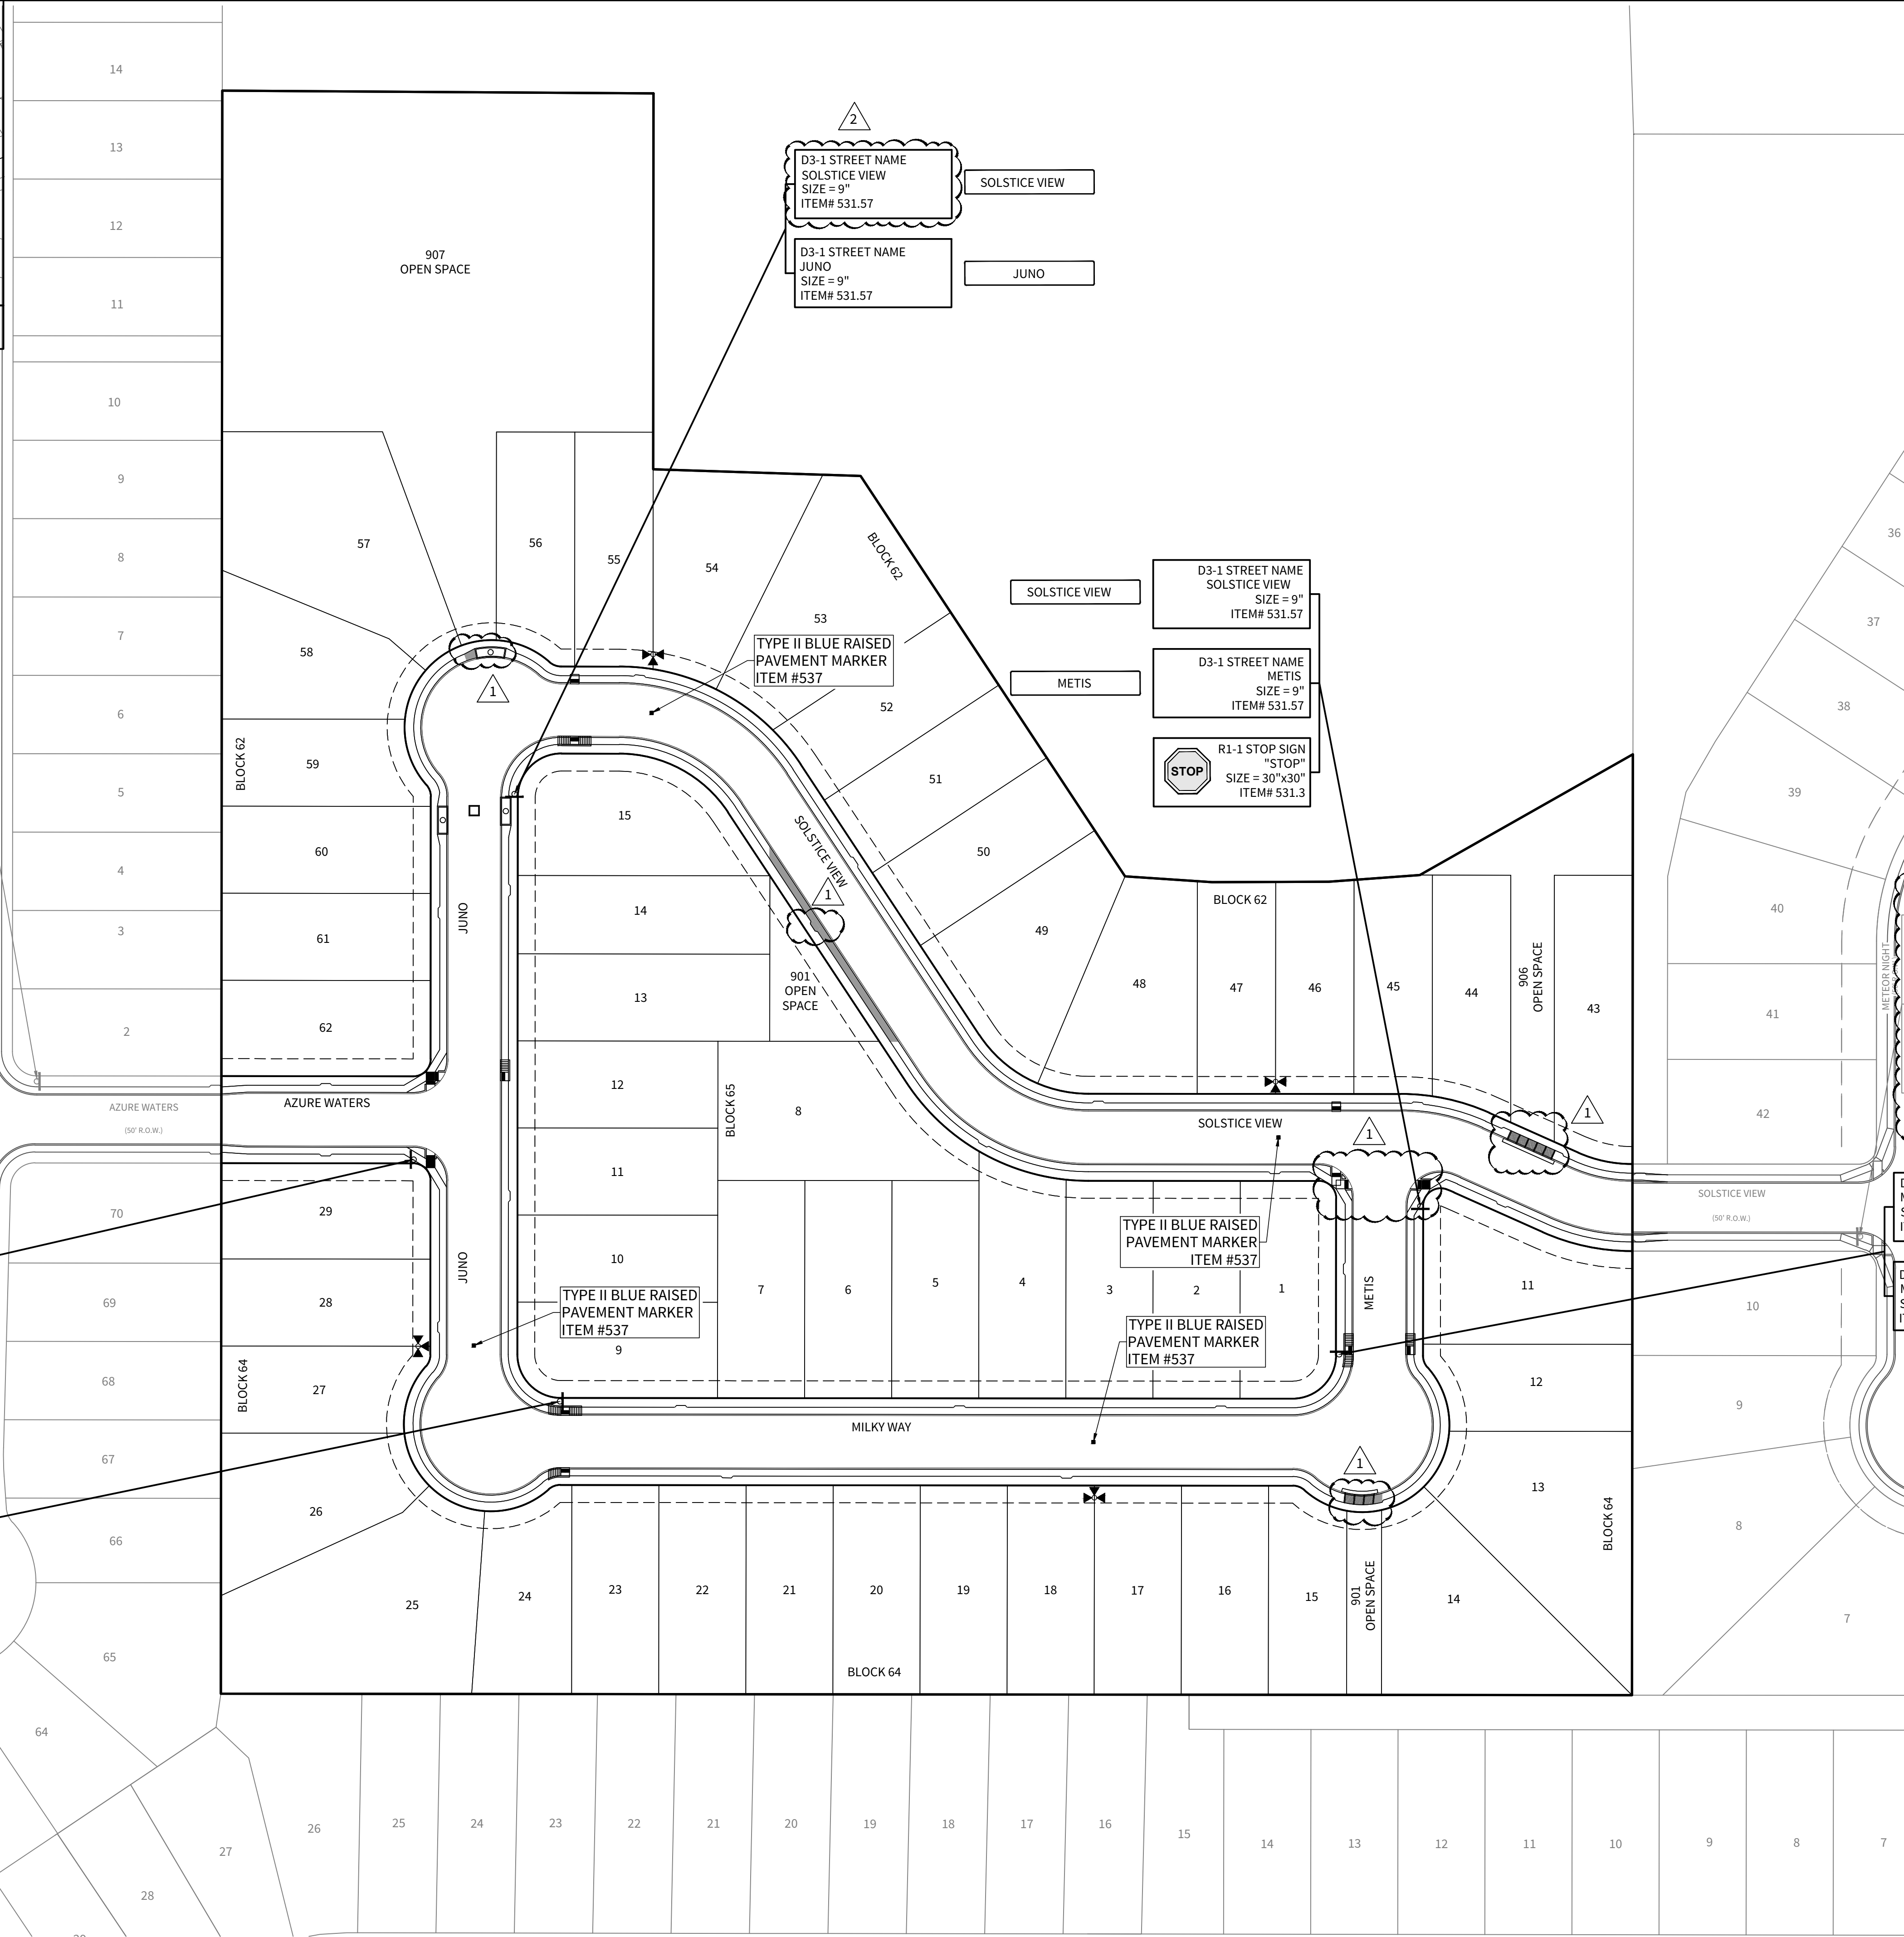 2
D3-1 STREET NAME
SOLSTICE VIEW
SIZE = 9"
ITEM# 531.57
SOLSTICE VIEW
D3-1 STREET NAME
JUNO
SIZE = 9"
ITEM# 531.57
JUNO
907
OPEN SPACE
14
13
12
11
10
9
8
7
6
5
4
3
2
57
56
55
54
53
52
51
50
49
48
47
46
45
44
906
OPEN SPACE
43
BLOCK 62
58
59
60
61
62
BLOCK 62
BLOCK 62
1
TYPE II BLUE RAISED
PAVEMENT MARKER
ITEM #537
SOLSTICE VIEW
D3-1 STREET NAME
SOLSTICE VIEW
SIZE = 9"
ITEM# 531.57
METIS
D3-1 STREET NAME
METIS
SIZE = 9"
ITEM# 531.57
STOP
R1-1 STOP SIGN
"STOP"
SIZE = 30"x30"
ITEM# 531.3
36
37
38
39
40
41
42
METEOR NIGHT
SOLSTICE VIEW
1
JUNO
15
14
13
901
OPEN
SPACE
12
11
10
9
BLOCK 65
8
7
6
5
4
3
2
1
AZURE WATERS
(50' R.O.W.)
AZURE WATERS
SOLSTICE VIEW
1
1
SOLSTICE VIEW
(50' R.O.W.)
TYPE II BLUE RAISED
PAVEMENT MARKER
ITEM #537
TYPE II BLUE RAISED
PAVEMENT MARKER
ITEM #537
TYPE II BLUE RAISED
PAVEMENT MARKER
ITEM #537
JUNO
METIS
MILKY WAY
1
29
28
27
26
25
24
23
22
21
20
19
18
17
16
15
901
OPEN SPACE
14
13
12
11
BLOCK 64
BLOCK 64
BLOCK 64
70
69
68
67
66
65
64
10
9
8
7
28
27
26
25
24
23
22
21
20
19
18
17
16
15
14
13
12
11
10
9
8
7